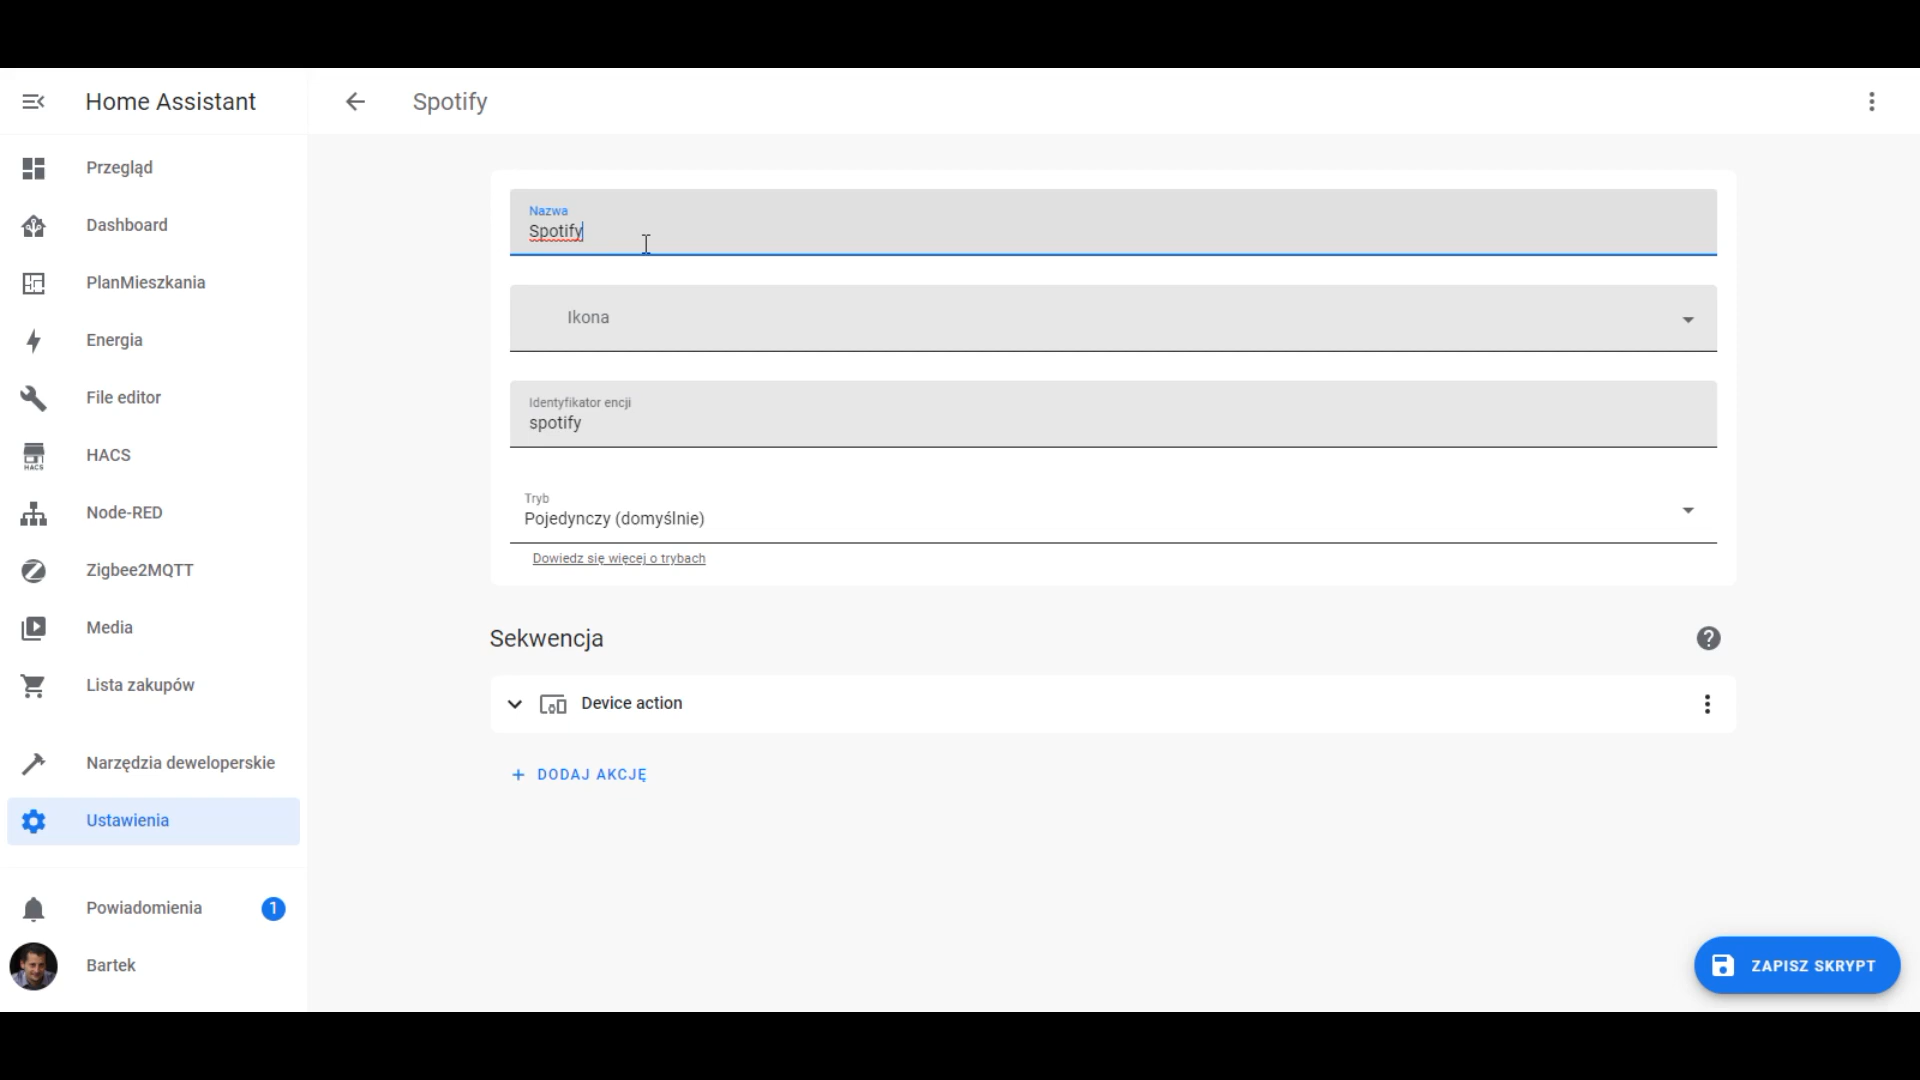 Home Assistant
Spotify
Przegląd
Dashboard
PlanMieszkania
Energia
File editor
HACS
HACS
Node-RED
Zigbee2MQTT
Media
Lista zakupów
Narzędzia deweloperskie
Ustawienia
Powiadomienia 1
Bartek
Nazwa
Spotify
Ikona
Identyfikator encji
spotify
Tryb
Pojedynczy (domyślnie)
Dowiedz się więcej o trybach
Sekwencja
Device action
+ DODAJ AKCJĘ
ZAPISZ SKRYPT